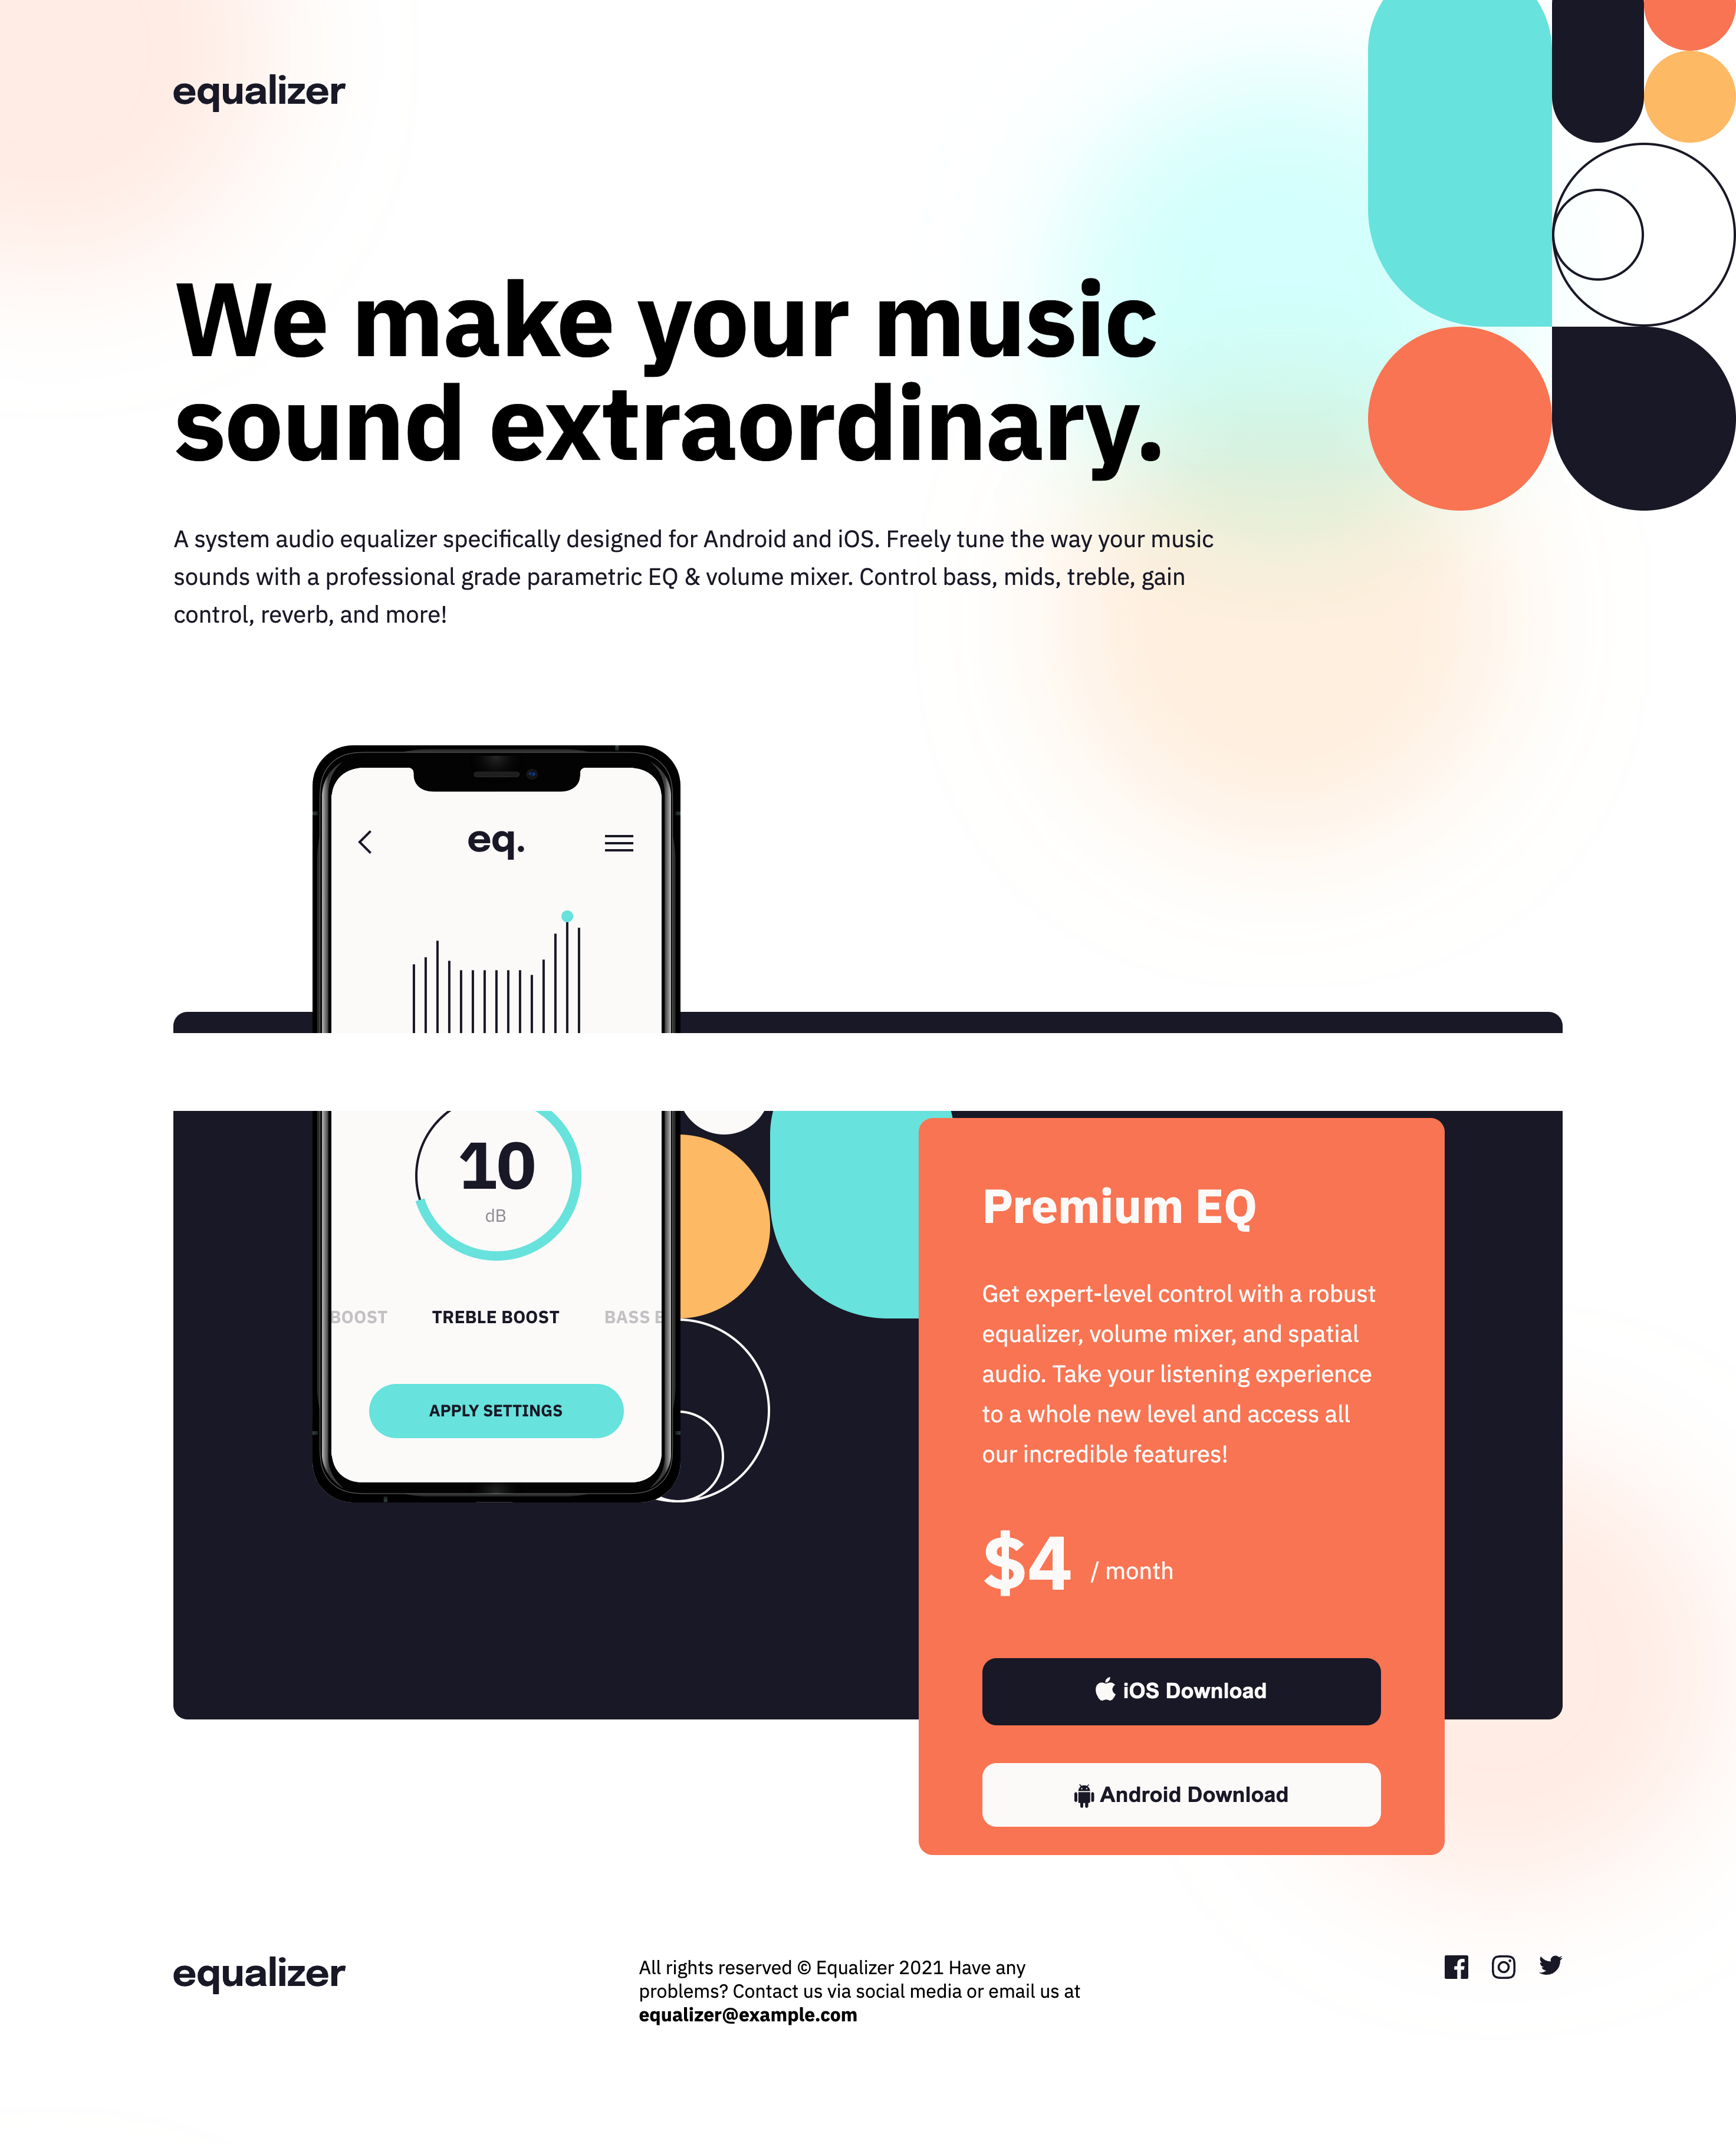 equalizer
We make your music
sound extraordinary.
A system audio equalizer specifically designed for Android and iOS. Freely tune the way your music
sounds with a professional grade parametric EQ & volume mixer. Control bass, mids, treble, gain
control, reverb, and more!
eq.
10
dB
BOOST TREBLE BOOST BASS
APPLY SETTINGS
Premium EQ
Get expert-level control with a robust
equalizer, volume mixer, and spatial
audio. Take your listening experience
to a whole new level and access all
our incredible features!
$4 / month
iOS Download
Android Download
equalizer
All rights reserved © Equalizer 2021 Have any
problems? Contact us via social media or email us at
equalizer@example.com